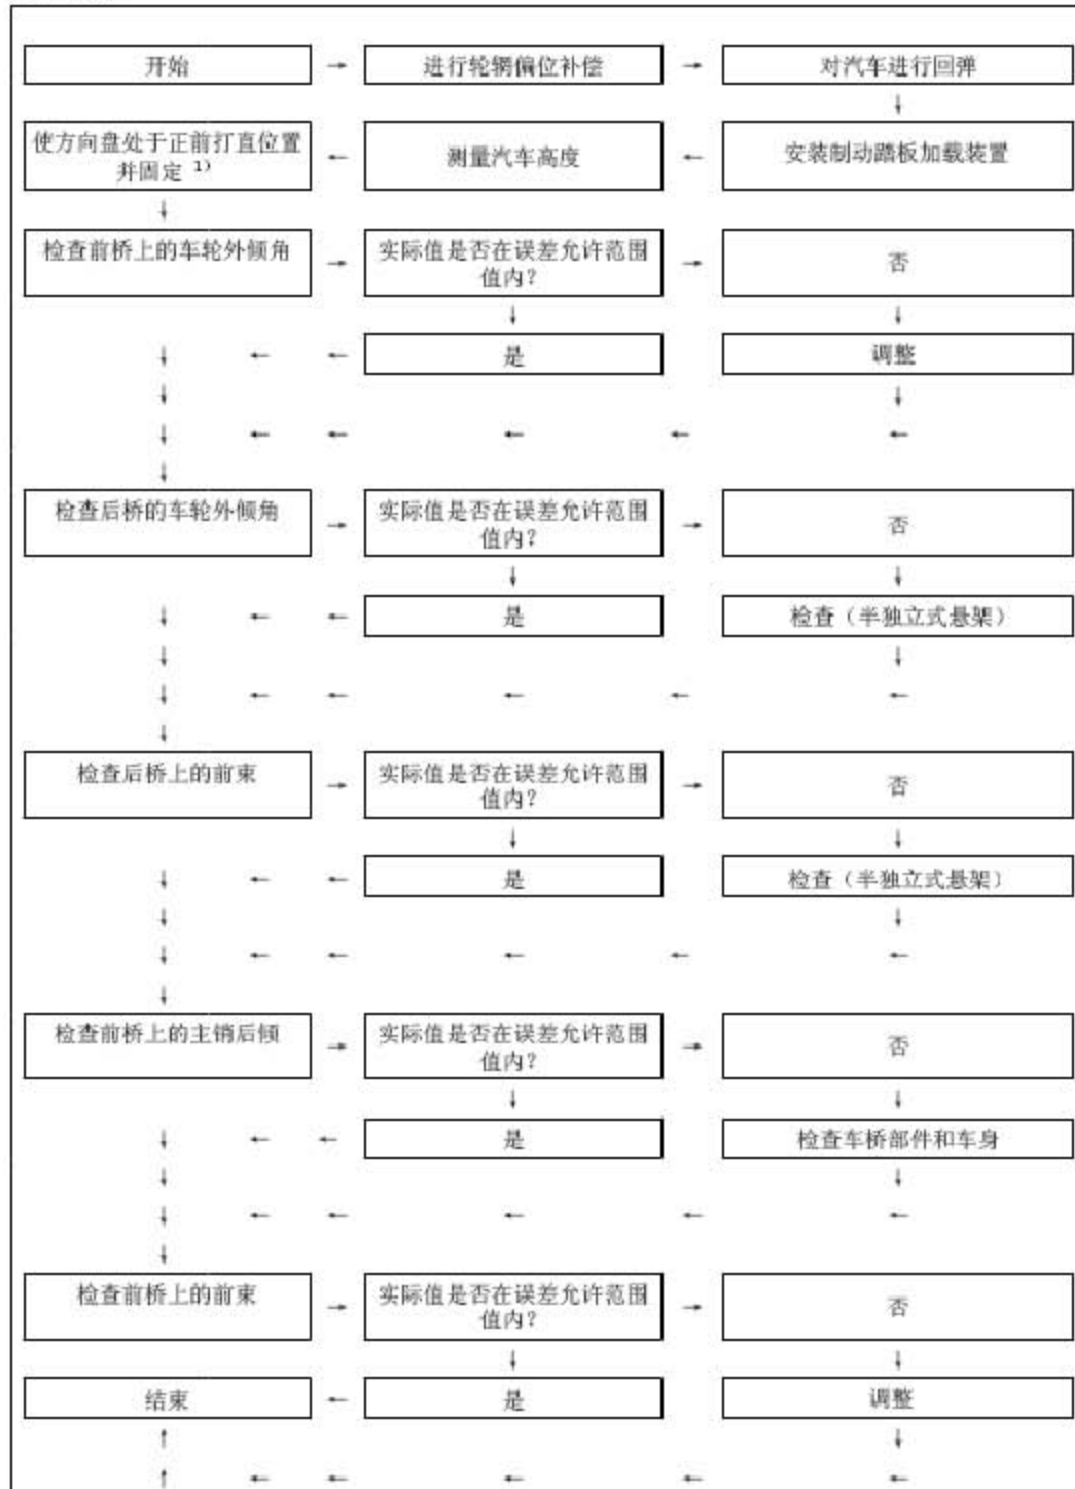 开始
进行轮辋偏位补偿
对汽车进行回弹
使方向盘处于正前打直位置
并固定 1)
测量汽车高度
安装制动踏板加载装置
检查前桥上的车轮外倾角
实际值是否在误差允许范围
值内?
否
是
调整
检查后桥的车轮外倾角
实际值是否在误差允许范围
值内?
否
是
检查（半独立式悬架）
检查后桥上的前束
实际值是否在误差允许范围
值内?
否
是
检查（半独立式悬架）
检查前桥上的主销后倾
实际值是否在误差允许范围
值内?
否
是
检查车桥部件和车身
检查前桥上的前束
实际值是否在误差允许范围
值内?
否
结束
是
调整